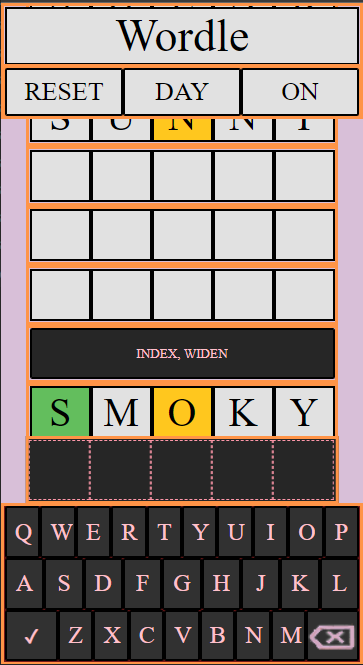 Wordle
RESET DAY ON
S U N N Y
INDEX, WIDEN
S M O K Y
Q W E R T Y U I O P
A S D F G H J K L
✓ Z X C V B N M